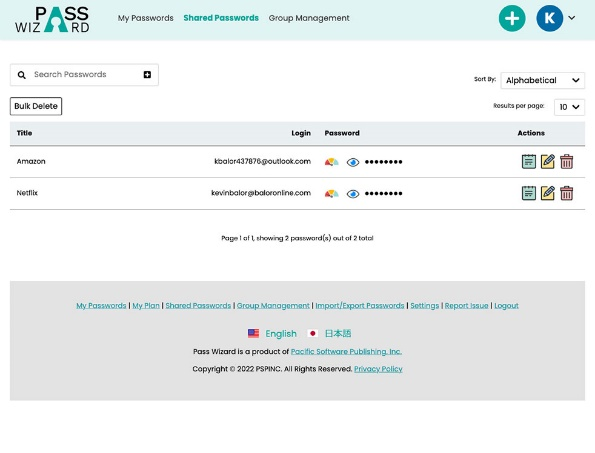 PASS
WIZARD
My Passwords Shared Passwords Group Management
K
Search Passwords
Sort By: Alphabetical
Bulk Delete
Results per page: 10
Title Login Password Actions
Amazon kbalor437876@outlook.com ••••••••
Netflix kevinbalor@baloronline.com ••••••••
Page 1 of 1, showing 2 password(s) out of 2 total
My Passwords | My Plan | Shared Passwords | Group Management | Import/Export Passwords | Settings | Report Issue | Logout
English 日本語
Pass Wizard is a product of Pacific Software Publishing, Inc.
Copyright © 2022 PSPINC. All Rights Reserved. Privacy Policy